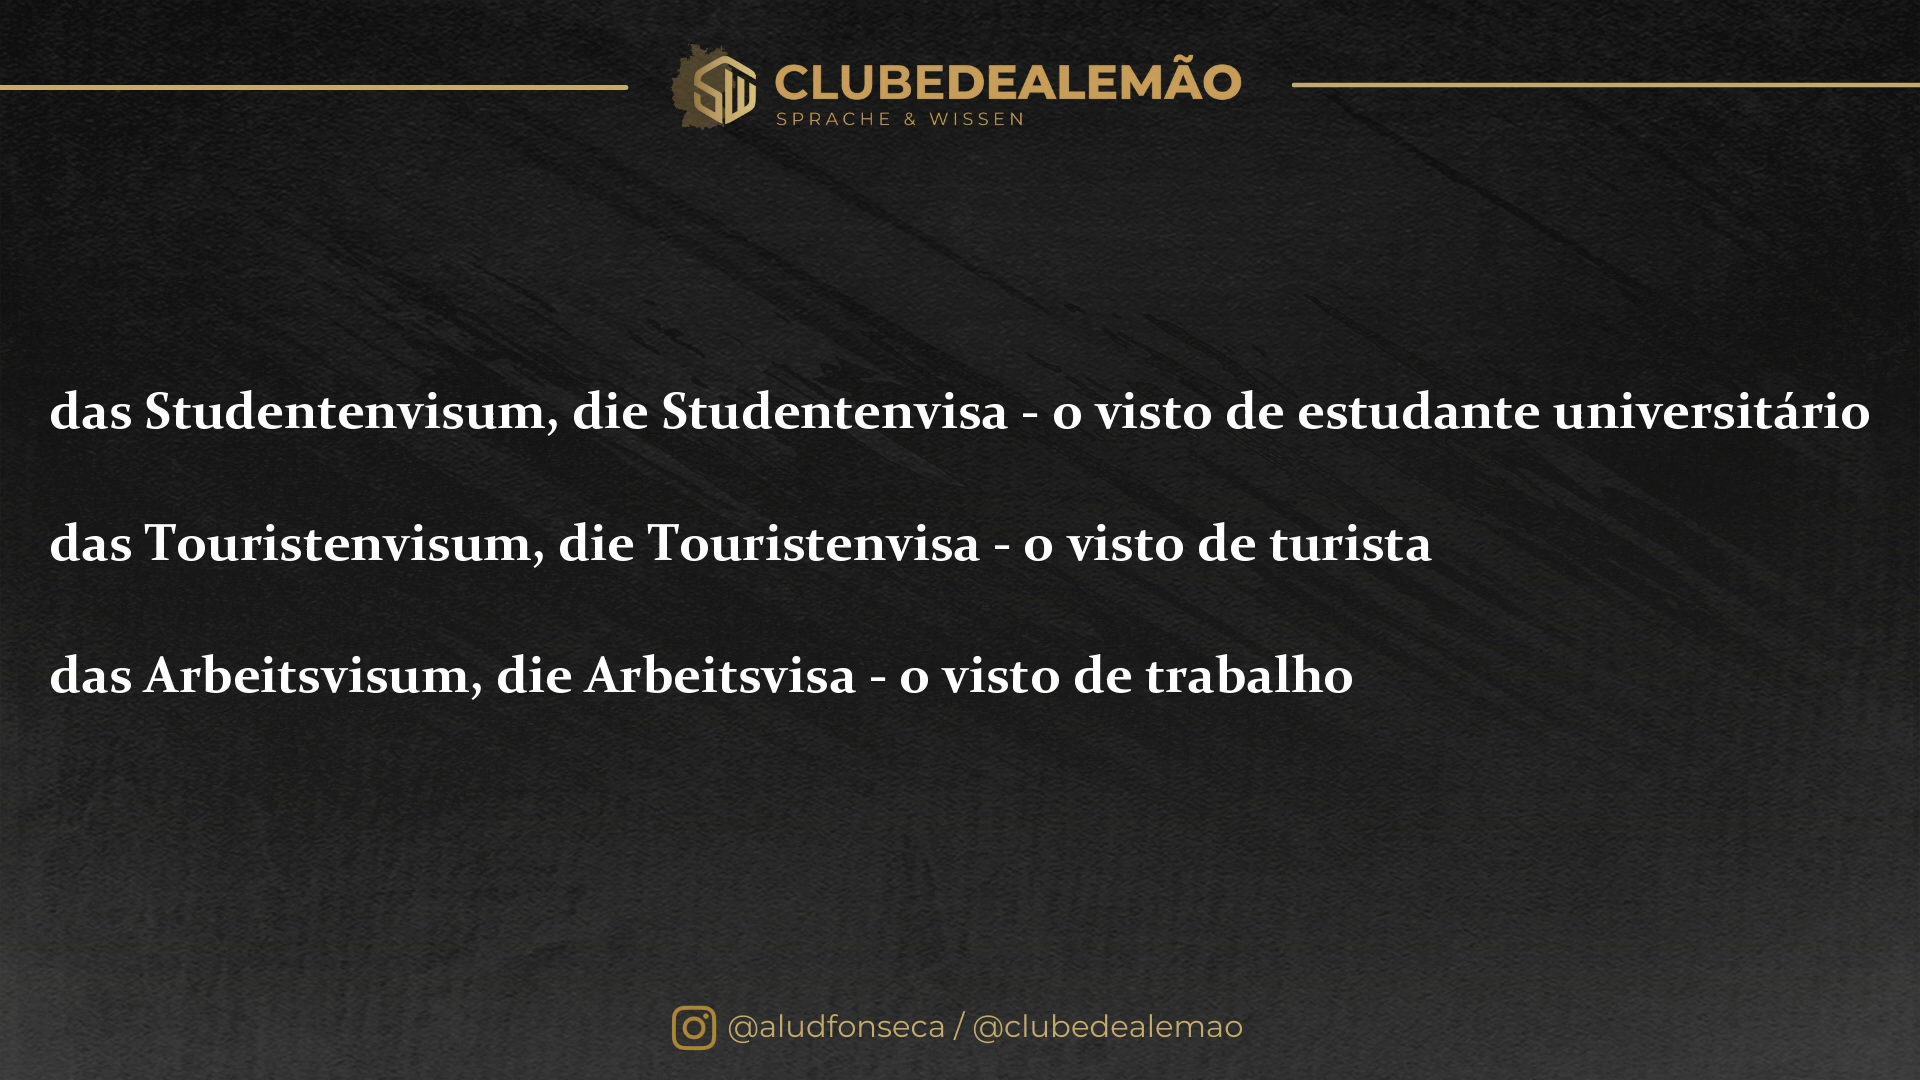 CLUBEDEALEMÃO
SPRACHE & WISSEN
das Studentenvisum, die Studentenvisa - o visto de estudante universitário
das Touristenvisum, die Touristenvisa - o visto de turista
das Arbeitsvisum, die Arbeitsvisa - o visto de trabalho
@aludfonseca / @clubedealemao